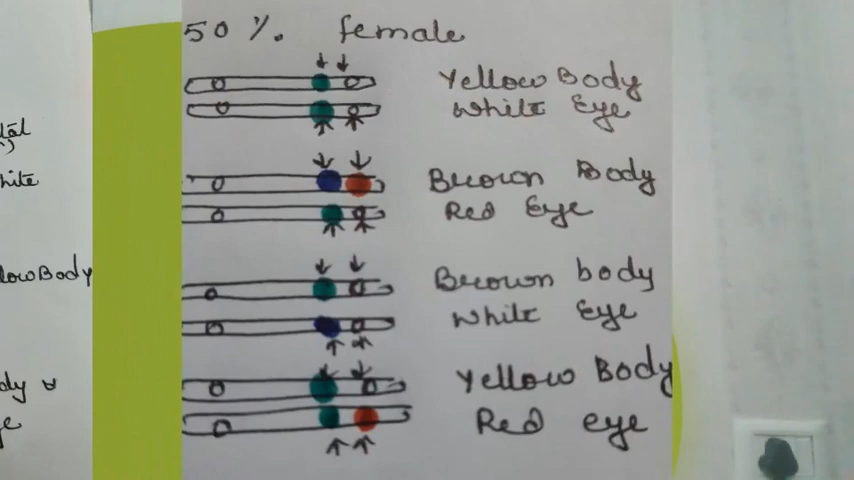 50 %. female
Yellow Body
White Eye
Brown Body
Red Eye
Brown body
White Eye
Yellow Body
Red eye